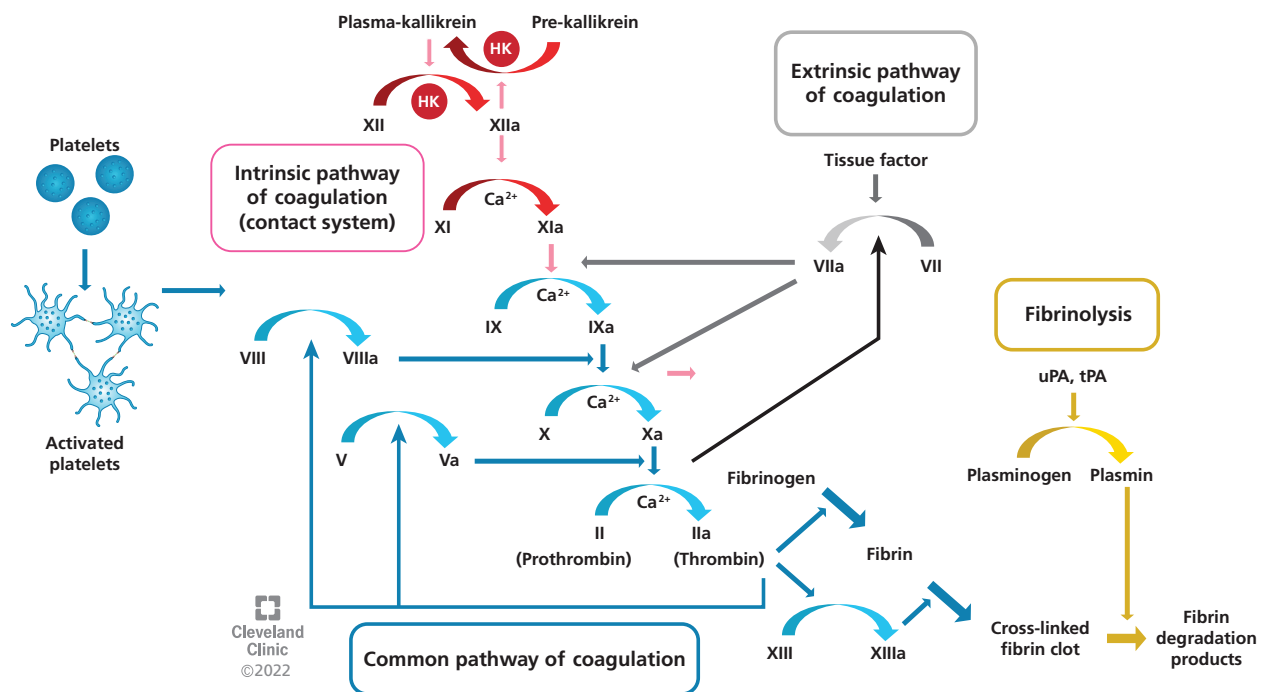 Plasma-kallikrein
Pre-kallikrein
HK
HK
XII
XIIa
Extrinsic pathway
of coagulation
Platelets
Intrinsic pathway
of coagulation
(contact system)
Ca2+
XI
XIa
Tissue factor
VIIa
VII
Ca2+
IX
IXa
VIII
VIIIa
Fibrinolysis
uPA, tPA
Ca2+
X
Xa
Activated
platelets
V
Va
Plasminogen
Plasmin
Fibrinogen
Ca2+
II
(Prothrombin)
IIa
(Thrombin)
Fibrin
Cleveland
Clinic
©2022
Common pathway of coagulation
XIII
XIIIa
Cross-linked
fibrin clot
Fibrin
degradation
products